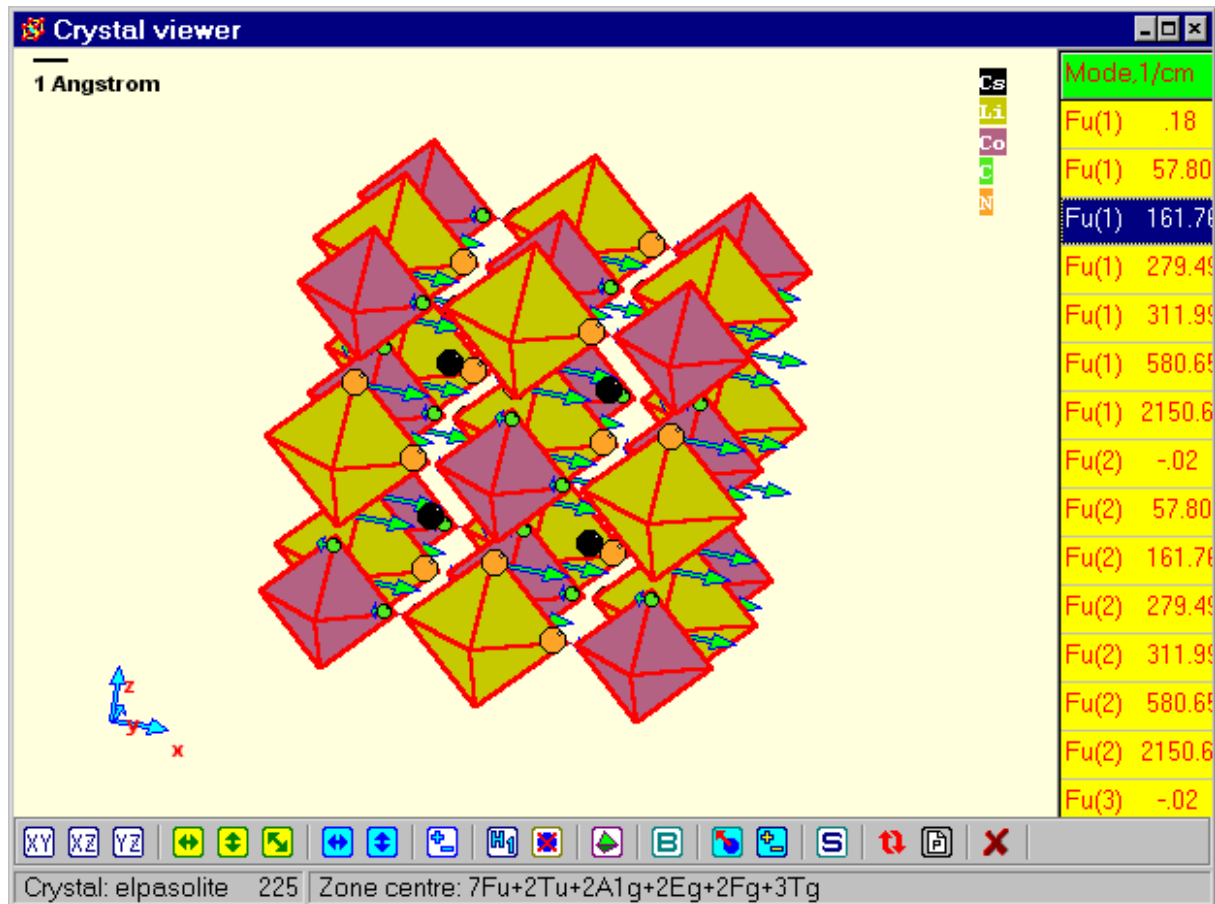 Crystal viewer
1 Angstrom
Cs
Li
Co
C
N
Mode,1/cm
Fu(1) .18
Fu(1) 57.80
Fu(1) 161.76
Fu(1) 279.49
Fu(1) 311.99
Fu(1) 580.65
Fu(1) 2150.6
Fu(2) -.02
Fu(2) 57.80
Fu(2) 161.76
Fu(2) 279.49
Fu(2) 311.99
Fu(2) 580.65
Fu(2) 2150.6
Fu(3) -.02
z
y
x
XY XZ YZ H1 B S P
Crystal: elpasolite 225 Zone centre: 7Fu+2Tu+2A1g+2Eg+2Fg+3Tg